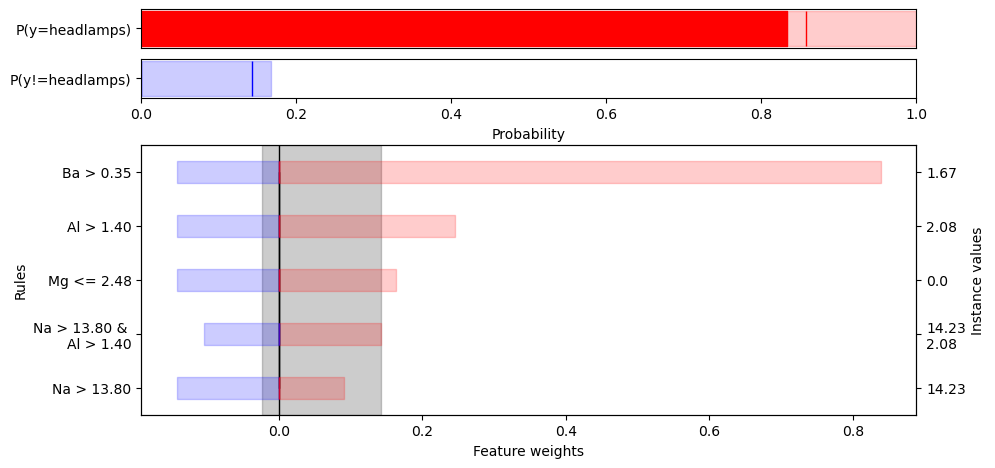 P(y=headlamps)
P(y!=headlamps)
0.0 0.2 0.4 0.6 0.8 1.0
Probability
Rules
Ba > 0.35 1.67
Al > 1.40 2.08
Mg <= 2.48 0.0
Na > 13.80 & 14.23
Al > 1.40 2.08
Na > 13.80 14.23
Instance values
0.0 0.2 0.4 0.6 0.8
Feature weights